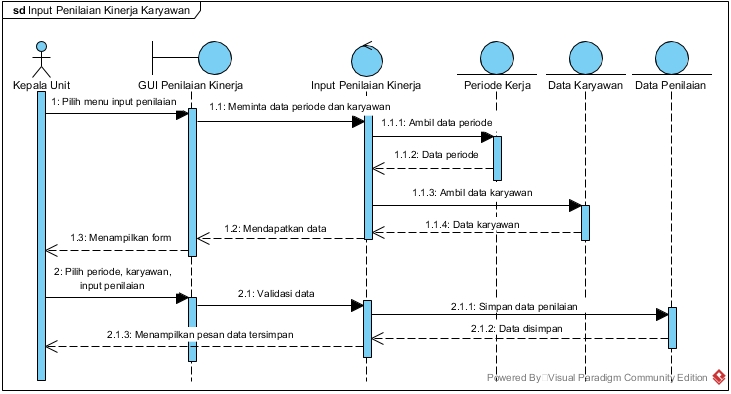 sd Input Penilaian Kinerja Karyawan
Kepala Unit
GUI Penilaian Kinerja
Input Penilaian Kinerja
Periode Kerja
Data Karyawan
Data Penilaian
1: Pilih menu input penilaian
1.1: Meminta data periode dan karyawan
1.1.1: Ambil data periode
1.1.2: Data periode
1.1.3: Ambil data karyawan
1.1.4: Data karyawan
1.2: Mendapatkan data
1.3: Menampilkan form
2: Pilih periode, karyawan,
input penilaian
2.1: Validasi data
2.1.1: Simpan data penilaian
2.1.2: Data disimpan
2.1.3: Menampilkan pesan data tersimpan
Powered By Visual Paradigm Community Edition